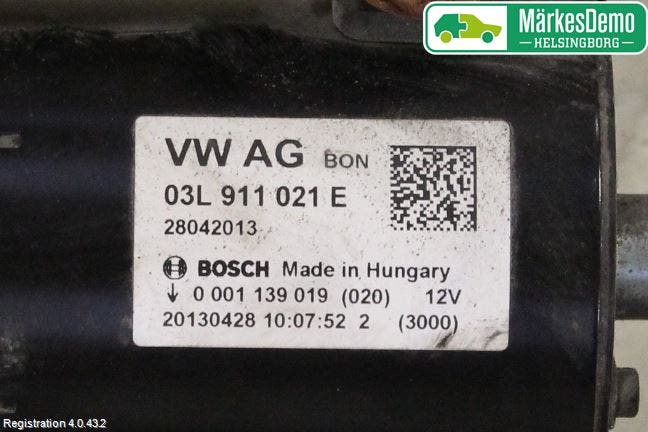 MärkesDemo
HELSINGBORG
VW AG BON
03L 911 021 E
28042013
BOSCH Made in Hungary
0 001 139 019 (020) 12V
20130428 10:07:52 2 (3000)
Registration 4.0.43.2